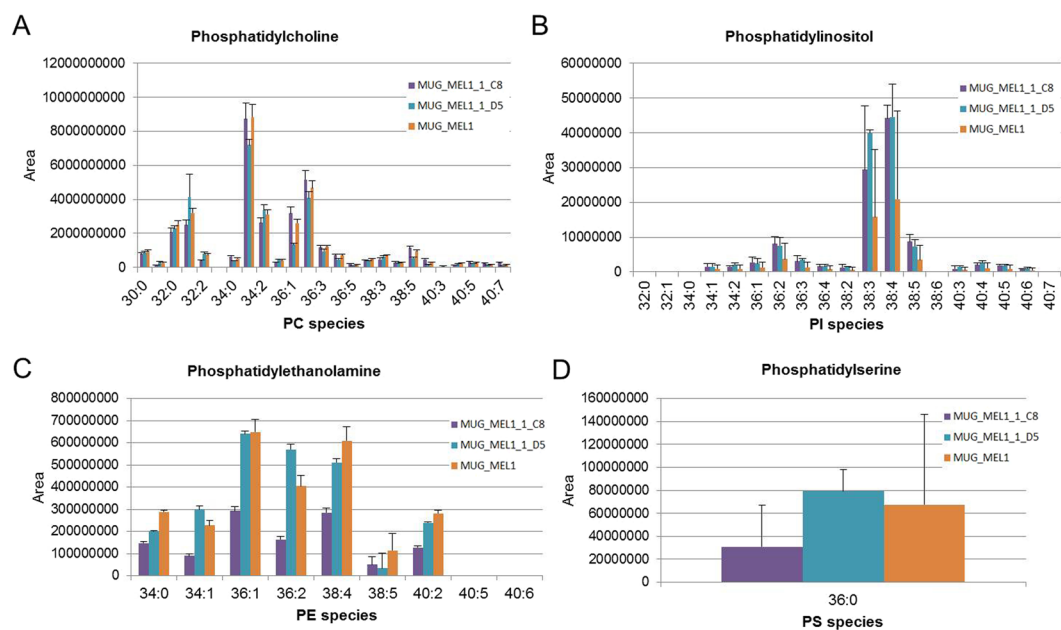 A
Phosphatidylcholine
12000000000
10000000000
8000000000
6000000000
4000000000
2000000000
0
Area
MUG_MEL1_1_C8
MUG_MEL1_1_D5
MUG_MEL1
30:0
32:0
32:2
34:0
34:2
36:1
36:3
36:5
38:3
38:5
40:3
40:5
40:7
PC species
B
Phosphatidylinositol
60000000
50000000
40000000
30000000
20000000
10000000
0
Area
MUG_MEL1_1_C8
MUG_MEL1_1_D5
MUG_MEL1
32:0
32:1
34:0
34:1
34:2
36:1
36:2
36:3
36:4
38:2
38:3
38:4
38:5
38:6
40:3
40:4
40:5
40:6
40:7
PI species
C
Phosphatidylethanolamine
800000000
700000000
600000000
500000000
400000000
300000000
200000000
100000000
0
Area
MUG_MEL1_1_C8
MUG_MEL1_1_D5
MUG_MEL1
34:0 34:1 36:1 36:2 38:4 38:5 40:2 40:5 40:6
PE species
D
Phosphatidylserine
160000000
140000000
120000000
100000000
80000000
60000000
40000000
20000000
0
Area
MUG_MEL1_1_C8
MUG_MEL1_1_D5
MUG_MEL1
36:0
PS species